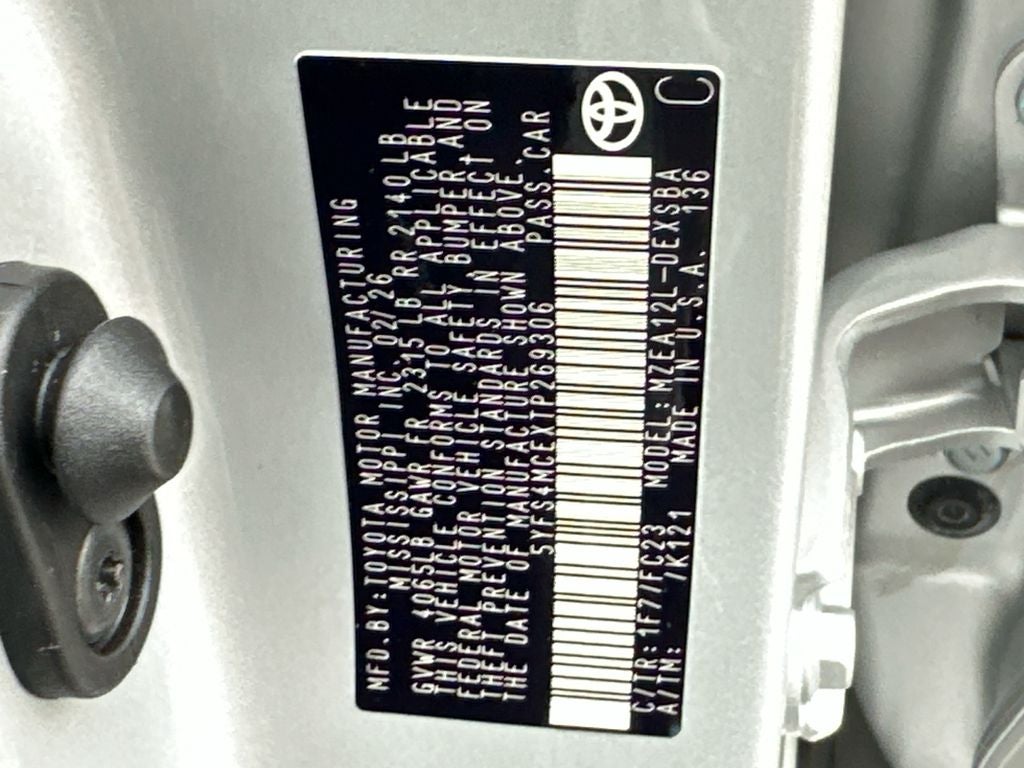 MFD.BY:TOYOTA MOTOR MANUFACTURING
MISSISSIPPI INC. 02/26
GVWR 4065LB GAWR FR 2315 LB RR 2140 LB
THIS VEHICLE CONFORMS TO ALL APPLICABLE
FEDERAL MOTOR VEHICLE SAFETY, BUMPER, AND
THEFT PREVENTION STANDARDS IN EFFECT ON
THE DATE OF MANUFACTURE SHOWN ABOVE.
5YFS4MCEXTP269306 PASS.CAR
C/TR:1F7/FC23 MODEL:MZEA12L-DEXSBA
A/TM: /K121 MADE IN U.S.A. 136
C